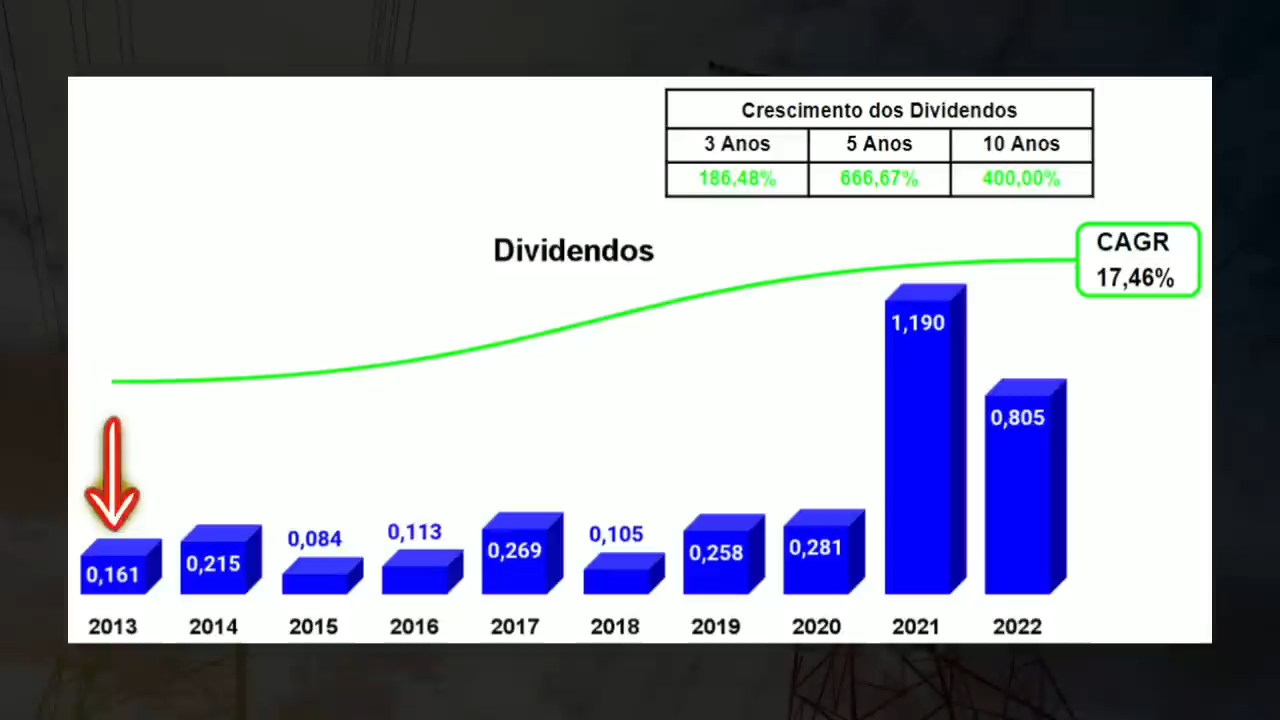 Crescimento dos Dividendos
3 Anos 5 Anos 10 Anos
186,48% 666,67% 400,00%
Dividendos
CAGR
17,46%
0,161 0,215 0,084 0,113 0,269 0,105 0,258 0,281 1,190 0,805
2013 2014 2015 2016 2017 2018 2019 2020 2021 2022